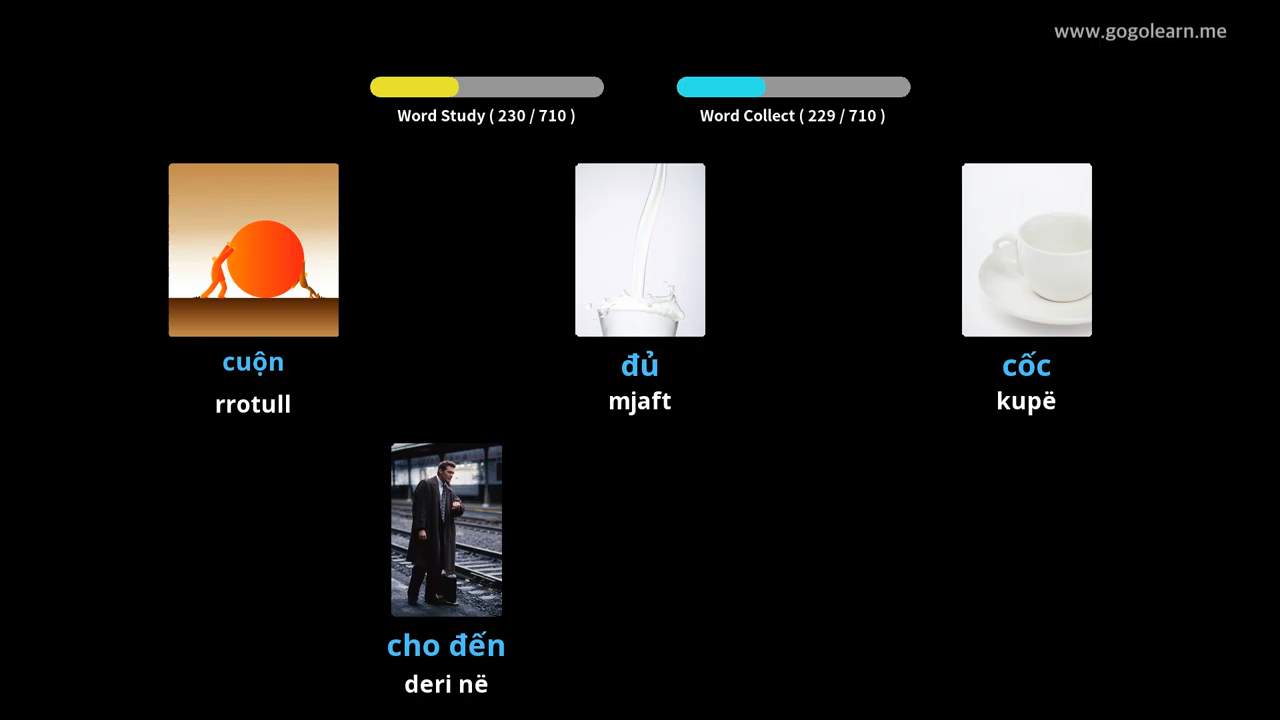 www.gogolearn.me
Word Study ( 230 / 710 )
Word Collect ( 229 / 710 )
cuộn
rrotull
đủ
mjaft
cốc
kupë
cho đến
deri në